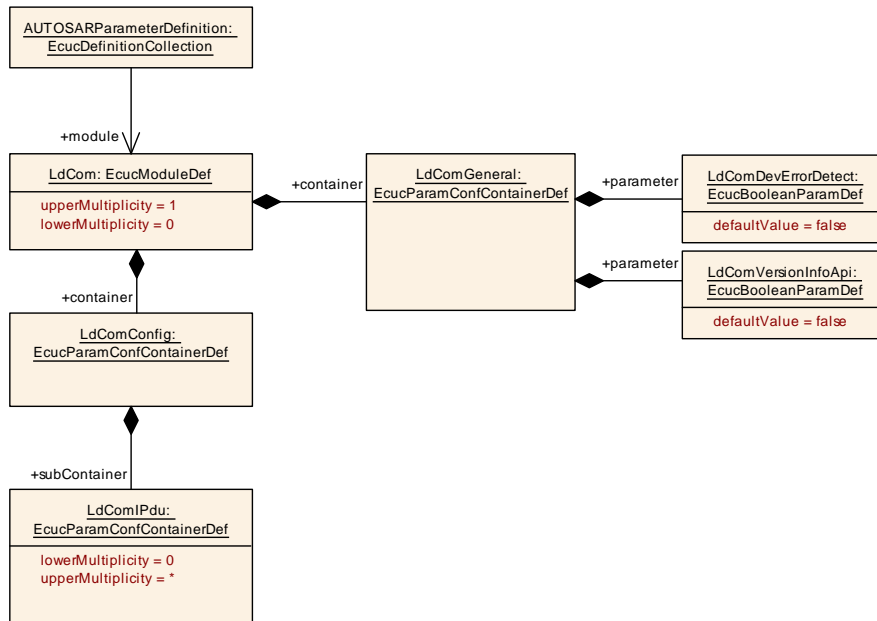 AUTOSARParameterDefinition:
EcucDefinitionCollection
+module
LdCom: EcucModuleDef
upperMultiplicity = 1
lowerMultiplicity = 0
+container
LdComGeneral:
EcucParamConfContainerDef
+parameter
LdComDevErrorDetect:
EcucBooleanParamDef
defaultValue = false
+parameter
LdComVersionInfoApi:
EcucBooleanParamDef
defaultValue = false
+container
LdComConfig:
EcucParamConfContainerDef
+subContainer
LdComIPdu:
EcucParamConfContainerDef
lowerMultiplicity = 0
upperMultiplicity = *